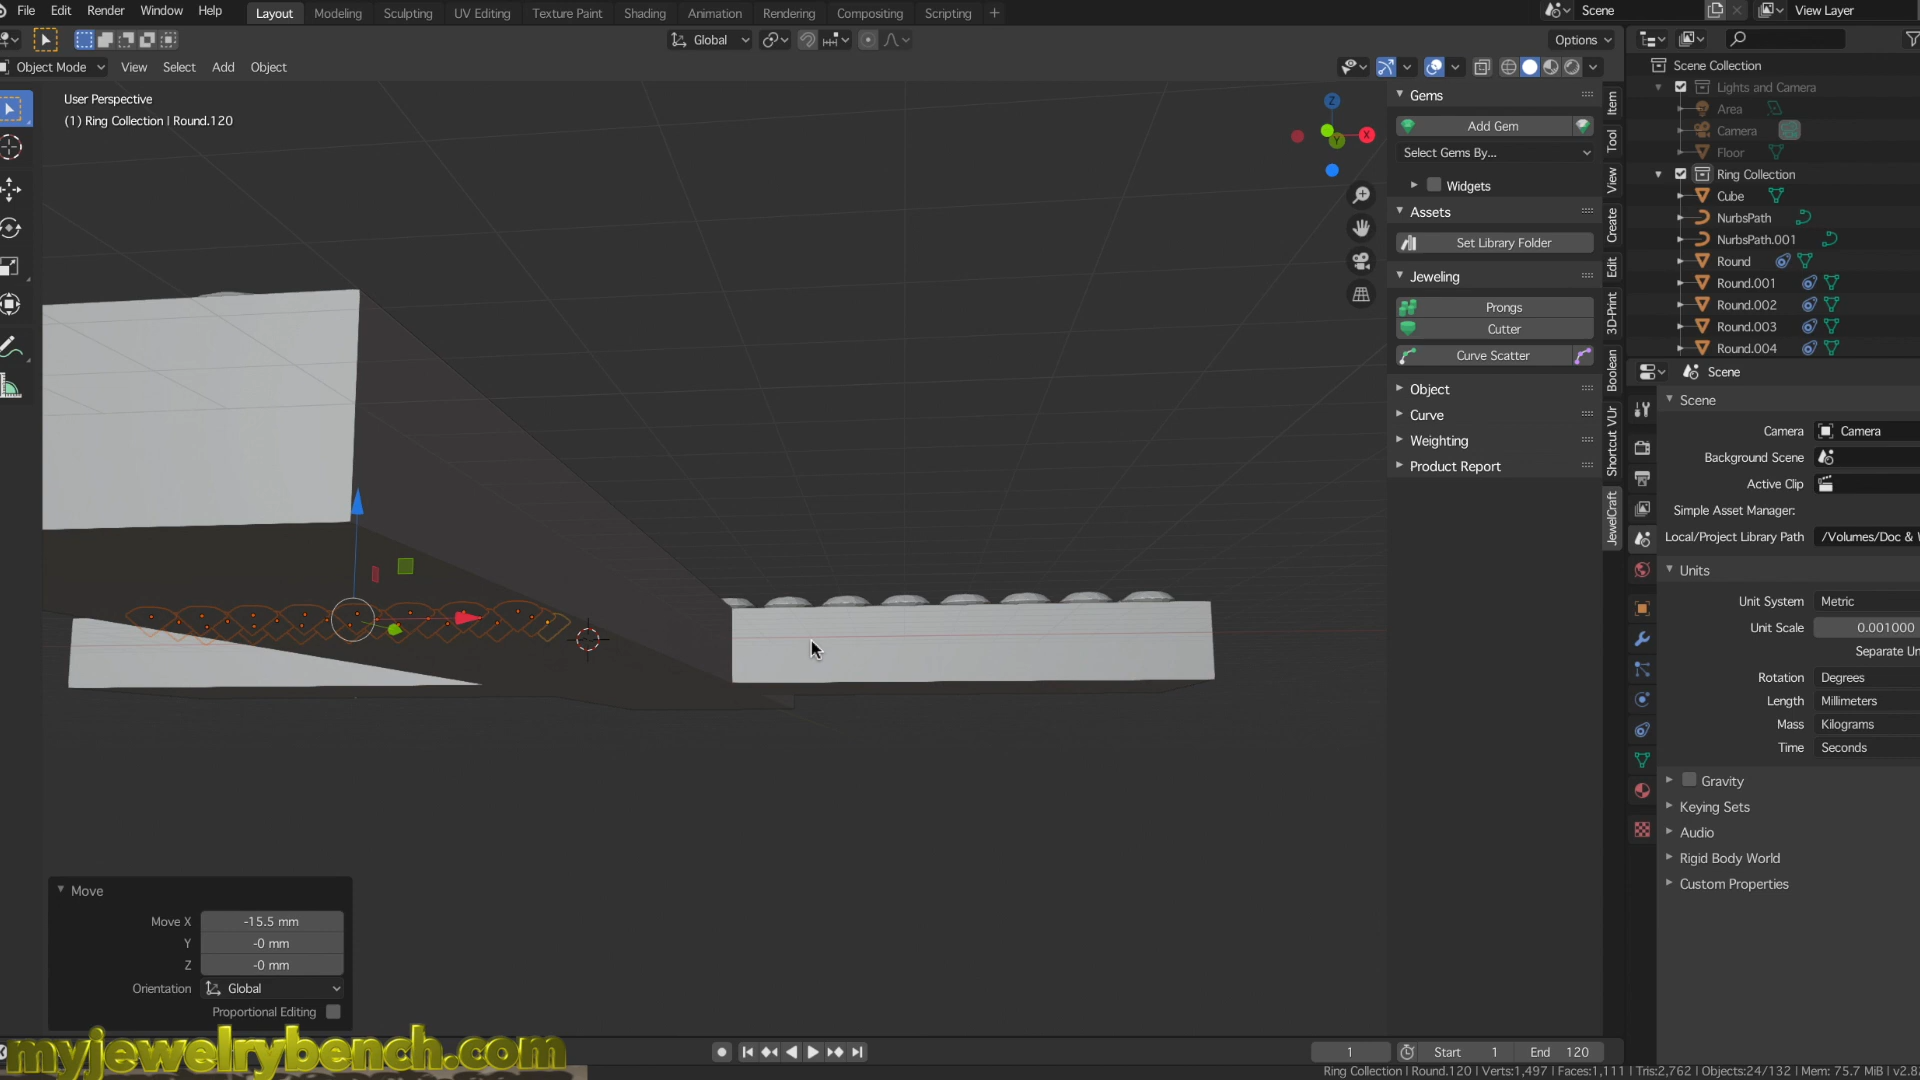 File Edit Render Window Help Layout Modeling Sculpting UV Editing Texture Paint Shading Animation Rendering Compositing Scripting + Scene View Layer
Global Options
Object Mode View Select Add Object
User Perspective
(1) Ring Collection | Round.120
Z
X
Y
Gems
Add Gem
Select Gems By...
Widgets
Assets
Set Library Folder
Jeweling
Prongs
Cutter
Curve Scatter
Object
Curve
Weighting
Product Report
Item
Tool
View
Create
Edit
3D-Print
Boolean
Shortcut VUr
JewelCraft
Scene Collection
Lights and Camera
Area
Camera
Floor
Ring Collection
Cube
NurbsPath
NurbsPath.001
Round
Round.001
Round.002
Round.003
Round.004
Scene
Scene
Camera Camera
Background Scene
Active Clip
Simple Asset Manager:
Local/Project Library Path /Volumes/Doc &
Units
Unit System Metric
Unit Scale 0.001000
Separate Un
Rotation Degrees
Length Millimeters
Mass Kilograms
Time Seconds
Gravity
Keying Sets
Audio
Rigid Body World
Custom Properties
Move
Move X -15.5 mm
Y -0 mm
Z -0 mm
Orientation Global
Proportional Editing
myjewelrybench.com
1 Start 1 End 120
Ring Collection | Round.120 | Verts:1,497 | Faces:1,111 | Tris:2,762 | Objects:24/132 | Mem: 75.7 MiB | v2.8